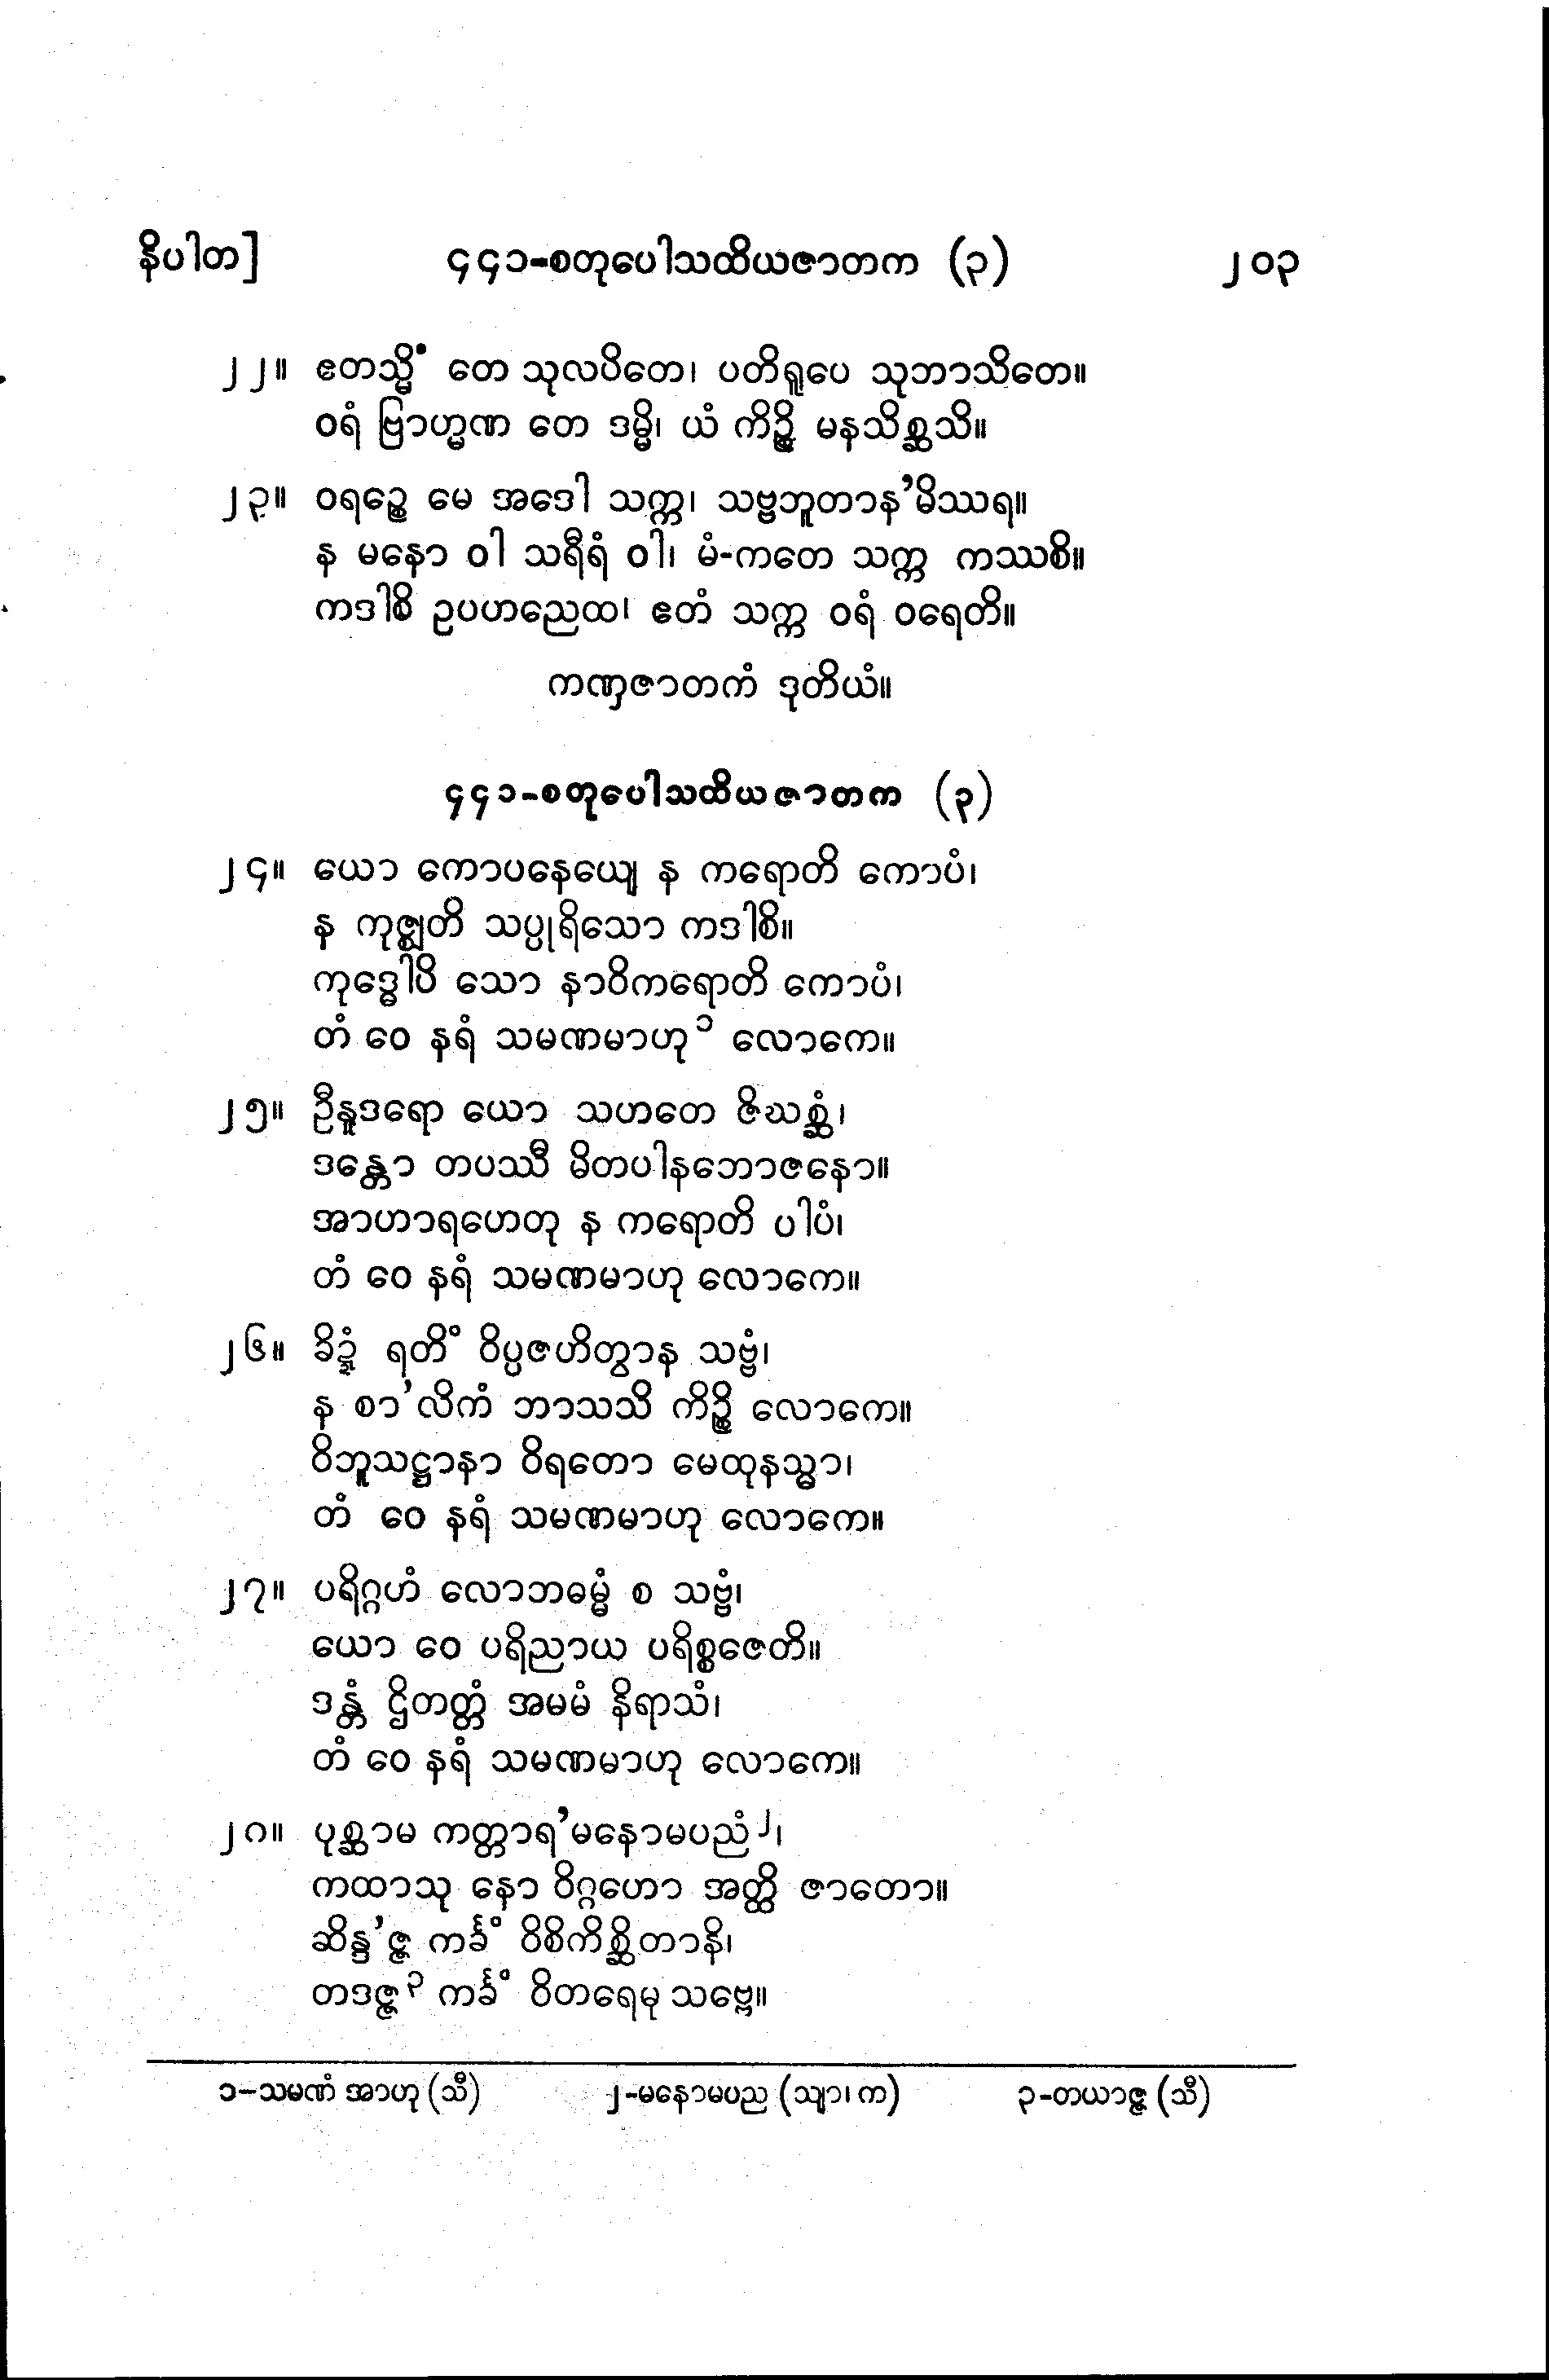 နိပါတ] ၄၄၁-စတုပေါသထိယဇာတက (၃) ၂၀၃
၂၂။ ဧတသ္မိံ တေ သုလပိတေ၊ ပတိရူပေ သုဘာသိတေ။
ဝရံ ဗြာဟ္မဏ တေ ဒမ္မိ၊ ယံ ကိဉ္စိ မနသိစ္ဆသိ။
၂၃။ ဝရဉ္စေ မေ အဒေါ သက္က၊ သဗ္ဗဘူတာန'မိဿရ။
န မနော ဝါ သရီရံ ဝါ၊ မံ-ကတေ သက္က ကဿစိ။
ကဒါစိ ဥပဟညေထ၊ ဧတံ သက္က ဝရံ ဝရေတိ။
ကဏှဇာတကံ ဒုတိယံ။
၄၄၁-စတုပေါသထိယဇာတက (၃)
၂၄။ ယော ကောပနေယျေ န ကရောတိ ကောပံ၊
န ကုဇ္ဈတိ သပ္ပုရိသော ကဒါစိ။
ကုဒ္ဓေါပိ သော နာဝိကရောတိ ကောပံ၊
တံ ဝေ နရံ သမဏမာဟု ၁ လောကေ။
၂၅။ ဦနူဒရော ယော သဟတေ ဇိဃစ္ဆံ၊
ဒန္တော တပဿီ မိတပါနဘောဇနော။
အာဟာရဟေတု န ကရောတိ ပါပံ၊
တံ ဝေ နရံ သမဏမာဟု လောကေ။
၂၆။ ခိဍ္ဍံ ရတိံ ဝိပ္ပဇဟိတွာန သဗ္ဗံ၊
န စာ'လိကံ ဘာသသိ ကိဉ္စိ လောကေ။
ဝိဘူသဋ္ဌာနာ ဝိရတော မေထုနသ္မာ၊
တံ ဝေ နရံ သမဏမာဟု လောကေ။
၂၇။ ပရိဂ္ဂဟံ လောဘဓမ္မံ စ သဗ္ဗံ၊
ယော ဝေ ပရိညာယ ပရိစ္စဇေတိ။
ဒန္တံ ဌိတတ္တံ အမမံ နိရာသံ၊
တံ ဝေ နရံ သမဏမာဟု လောကေ။
၂၈။ ပုစ္ဆာမ ကတ္တာရ'မနောမပညံ ၂၊
ကထာသု နော ဝိဂ္ဂဟော အတ္ထိ ဇာတော။
ဆိန္ဒ'ဇ္ဇ ကင်္ခံ ဝိစိကိစ္ဆိတာနိ၊
တဒဇ္ဇ ၃ ကင်္ခံ ဝိတရေမု သဗ္ဗေ။
၁-သမဏံ အာဟု (သီ) ၂-မနောမပည (သျာ၊ က) ၃-တယာဇ္ဇ (သီ)